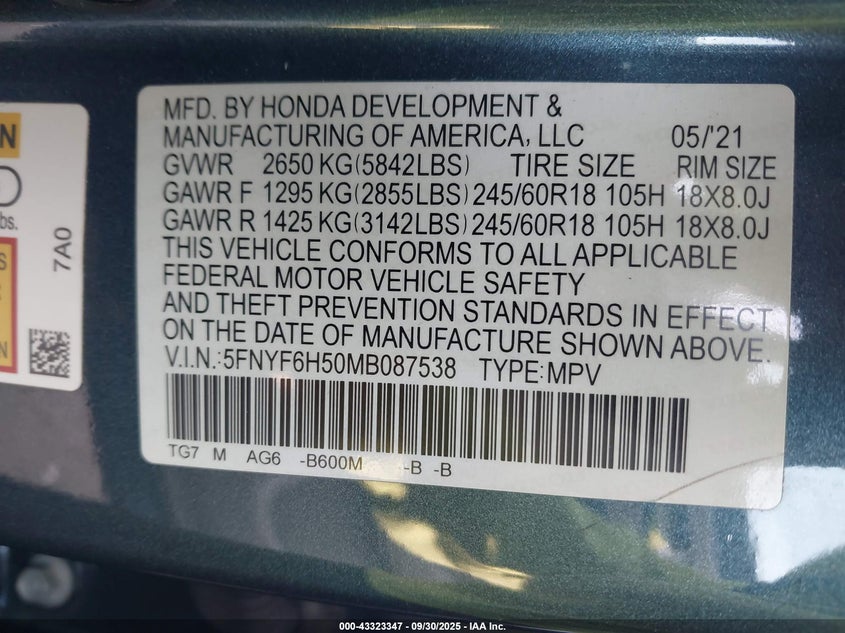 MFD. BY HONDA DEVELOPMENT &
MANUFACTURING OF AMERICA, LLC 05/'21
GVWR 2650 KG(5842LBS) TIRE SIZE RIM SIZE
GAWR F 1295 KG(2855LBS) 245/60R18 105H 18X8.0J
GAWR R 1425 KG(3142LBS) 245/60R18 105H 18X8.0J
THIS VEHICLE CONFORMS TO ALL APPLICABLE
FEDERAL MOTOR VEHICLE SAFETY
AND THEFT PREVENTION STANDARDS IN EFFECT
ON THE DATE OF MANUFACTURE SHOWN ABOVE.
V.I.N.:5FNYF6H50MB087538 TYPE:MPV
TG7 M AG6 -B600M -B -B
bs.
7A0
000-43323347 - 09/30/2025 - IAA Inc.